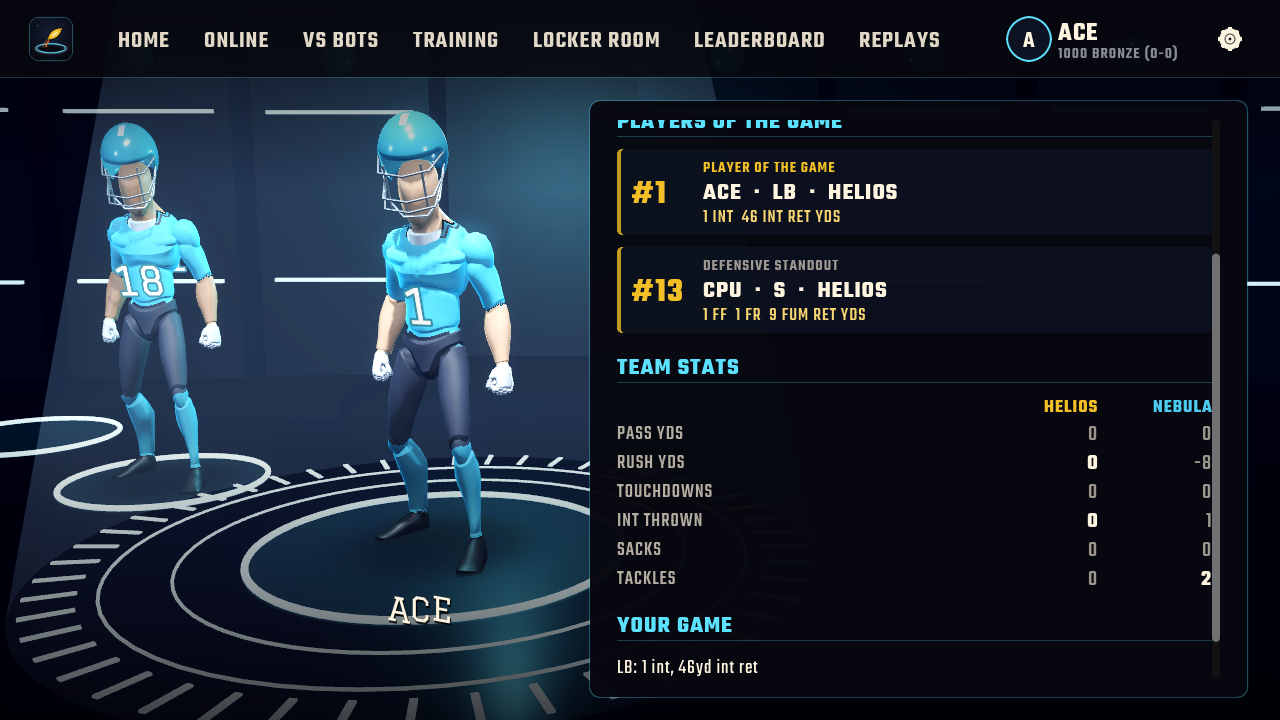 HOME ONLINE VS BOTS TRAINING LOCKER ROOM LEADERBOARD REPLAYS
A ACE
1000 BRONZE (0-0)
PLAYERS OF THE GAME
#1
PLAYER OF THE GAME
ACE · LB · HELIOS
1 INT 46 INT RET YDS
#13
DEFENSIVE STANDOUT
CPU · S · HELIOS
1 FF 1 FR 9 FUM RET YDS
TEAM STATS
HELIOS NEBULA
PASS YDS 0 0
RUSH YDS 0 -8
TOUCHDOWNS 0 0
INT THROWN 0 1
SACKS 0 0
TACKLES 0 2
YOUR GAME
LB: 1 int, 46yd int ret
18
1
ACE